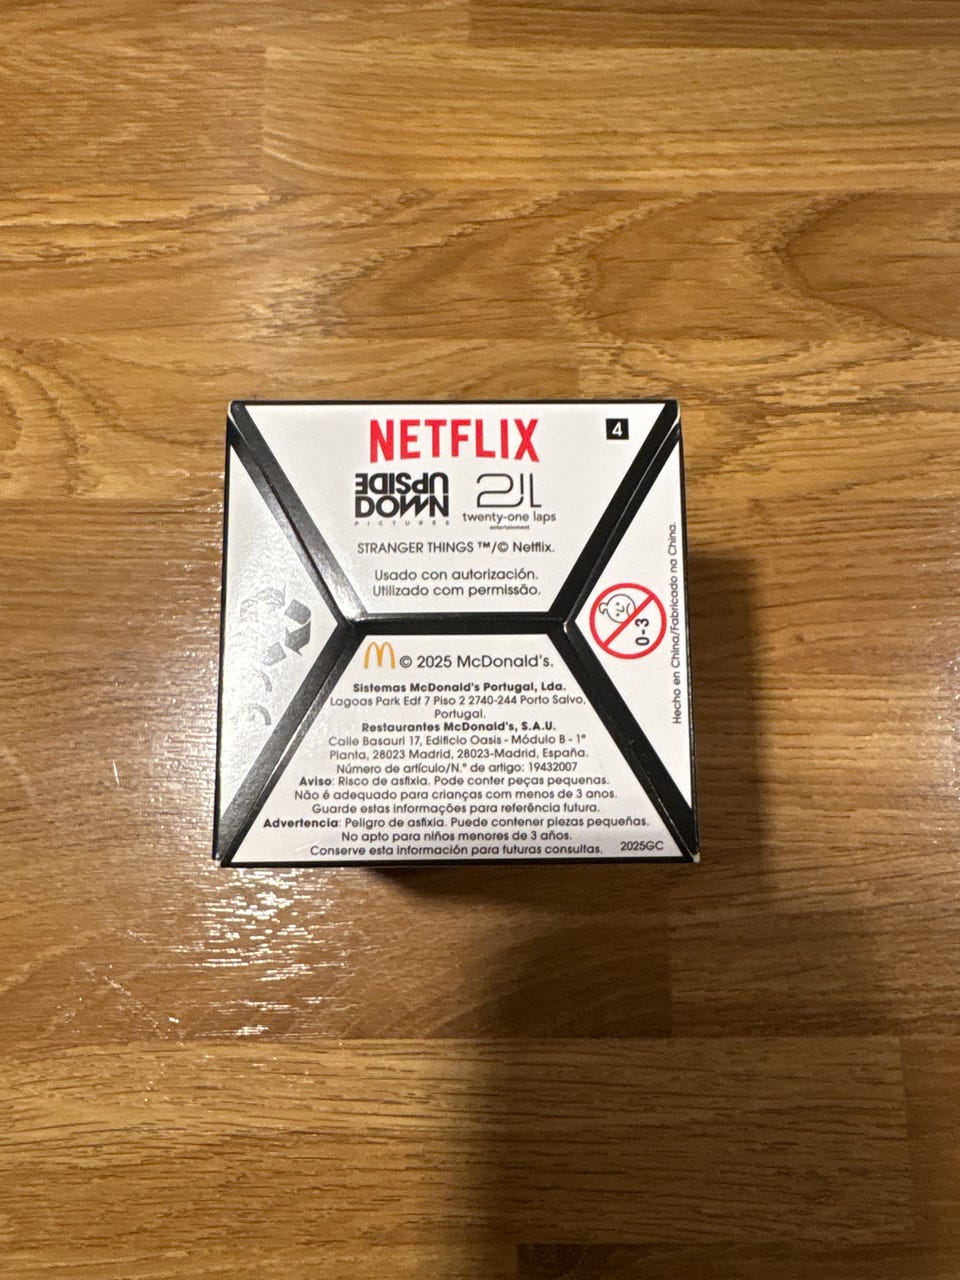 NETFLIX
4
UPSIDE
DOWN
PICTURES
21L
twenty-one laps
entertainment
STRANGER THINGS ™/© Netflix.
Usado con autorización.
Utilizado com permissão.
© 2025 McDonald's.
Sistemas McDonald's Portugal, Lda.
Lagoas Park Edf 7 Piso 2 2740-244 Porto Salvo,
Portugal.
Restaurantes McDonald's, S.A.U.
Calle Basauri 17, Edificio Oasis - Módulo B - 1ª
Planta, 28023 Madrid, 28023-Madrid, España.
Número de artículo/N.º de artigo: 19432007
Aviso: Risco de asfixia. Pode conter peças pequenas.
Não é adequado para crianças com menos de 3 anos.
Guarde estas informações para referência futura.
Advertencia: Peligro de asfixia. Puede contener piezas pequeñas.
No apto para niños menores de 3 años.
Conserve esta información para futuras consultas.
2025GC
0-3
Hecho en China/Fabricado na China.